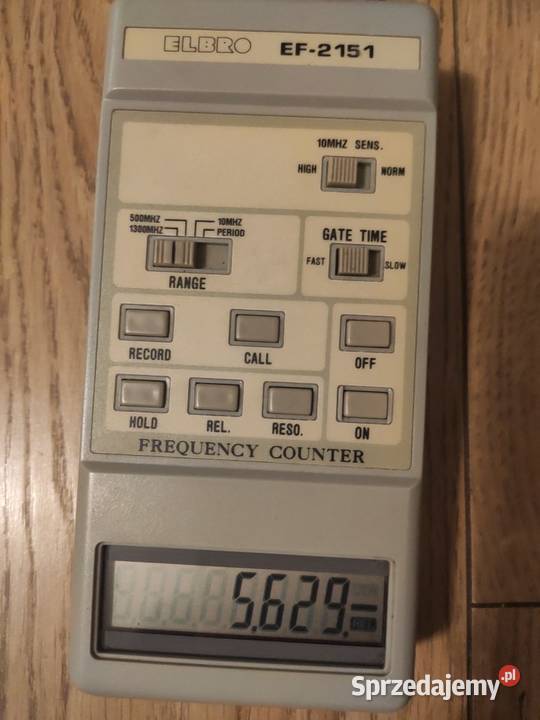 ELBRO EF-2151
10MHZ SENS.
HIGH NORM
500MHZ 10MHZ
1300MHZ PERIOD
RANGE
GATE TIME
FAST SLOW
RECORD CALL OFF
HOLD REL. RESO. ON
FREQUENCY COUNTER
5.629.
Sprzedajemy.pl